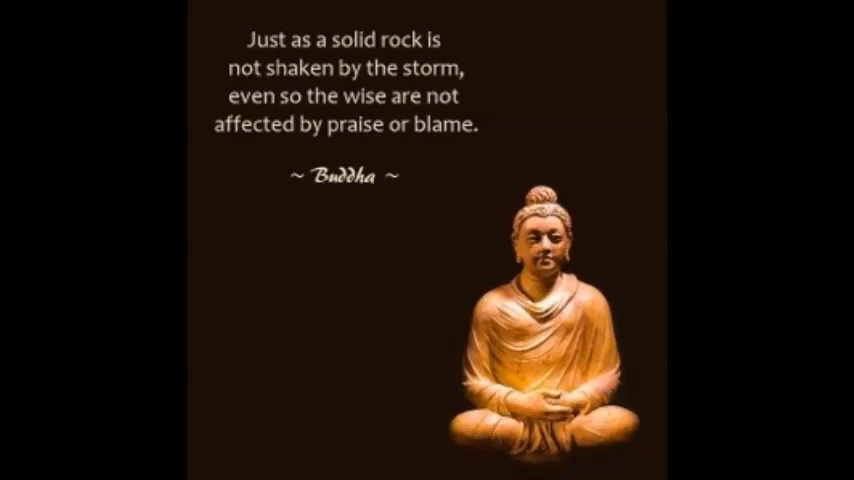 Just as a solid rock is
not shaken by the storm,
even so the wise are not
affected by praise or blame.
~ Buddha ~